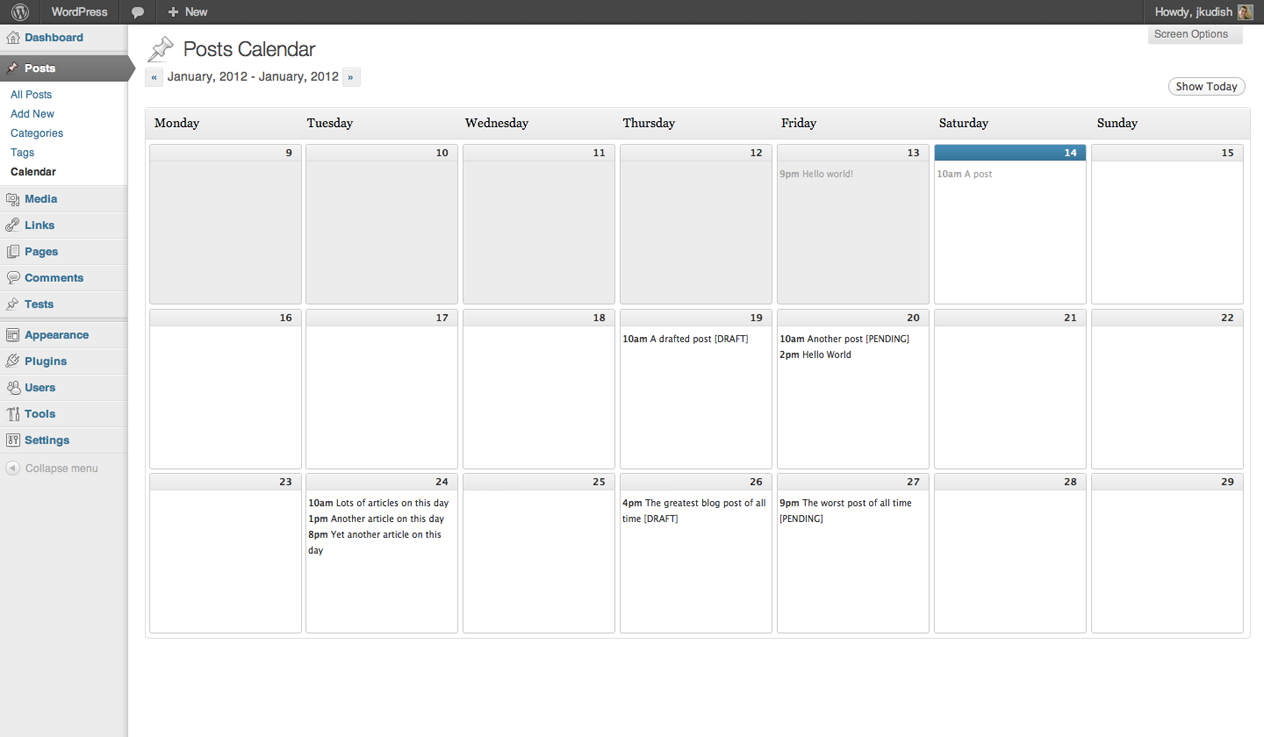 WordPress
New
Howdy, jkudish
Screen Options
Dashboard
Posts
All Posts
Add New
Categories
Tags
Calendar
Media
Links
Pages
Comments
Tests
Appearance
Plugins
Users
Tools
Settings
Collapse menu
Posts Calendar
« January, 2012 - January, 2012 »
Show Today
Monday Tuesday Wednesday Thursday Friday Saturday Sunday
9 10 11 12 13 14 15
9pm Hello world!
10am A post
16 17 18 19 20 21 22
10am A drafted post [DRAFT]
10am Another post [PENDING]
2pm Hello World
23 24 25 26 27 28 29
10am Lots of articles on this day
1pm Another article on this day
8pm Yet another article on this
day
4pm The greatest blog post of all
time [DRAFT]
9pm The worst post of all time
[PENDING]